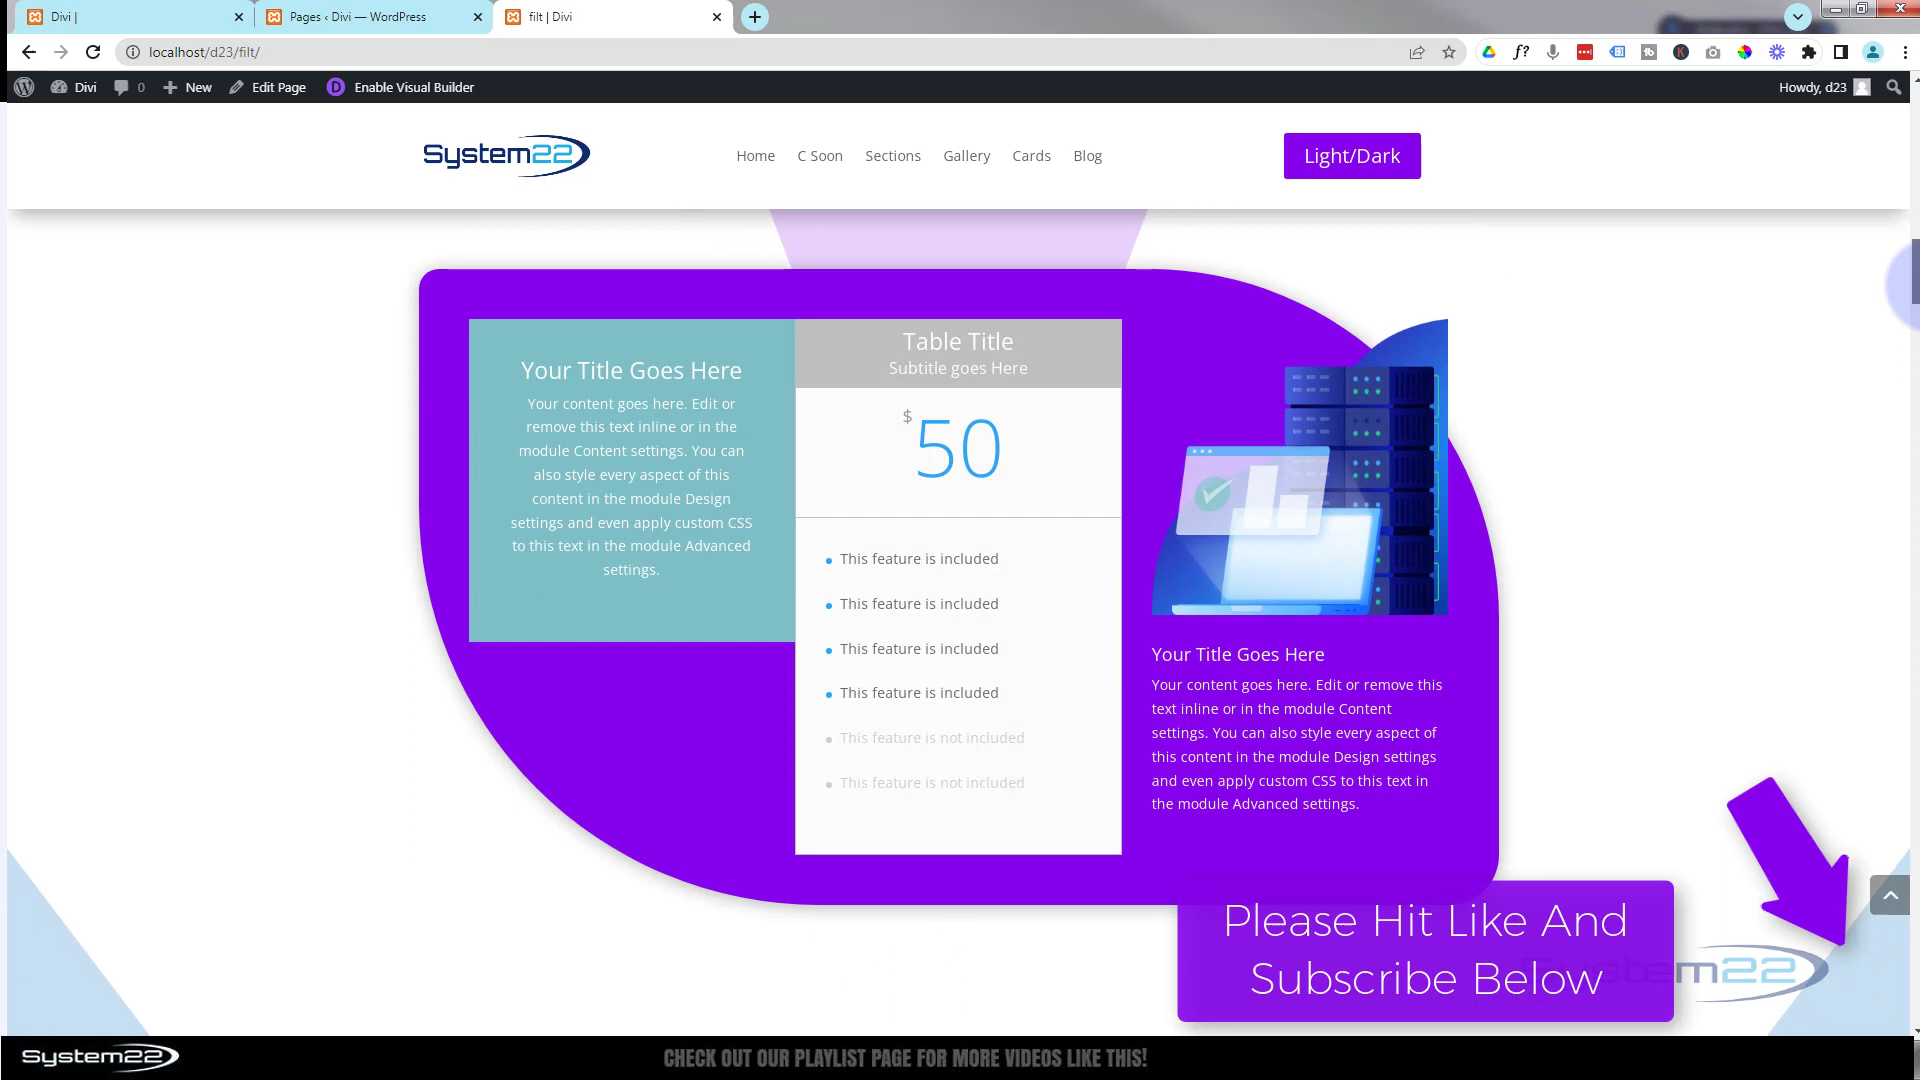 Divi |
Pages ‹ Divi — WordPress
filt | Divi
localhost/d23/filt/
Divi
0
New
Edit Page
Enable Visual Builder
Howdy, d23
System22
Home
C Soon
Sections
Gallery
Cards
Blog
Light/Dark
Your Title Goes Here
Your content goes here. Edit or
remove this text inline or in the
module Content settings. You can
also style every aspect of this
content in the module Design
settings and even apply custom CSS
to this text in the module Advanced
settings.
Table Title
Subtitle goes Here
$
50
This feature is included
This feature is included
This feature is included
This feature is included
This feature is not included
This feature is not included
Your Title Goes Here
Your content goes here. Edit or remove this
text inline or in the module Content
settings. You can also style every aspect of
this content in the module Design settings
and even apply custom CSS to this text in
the module Advanced settings.
Please Hit Like And
Subscribe Below
System22
CHECK OUT OUR PLAYLIST PAGE FOR MORE VIDEOS LIKE THIS!